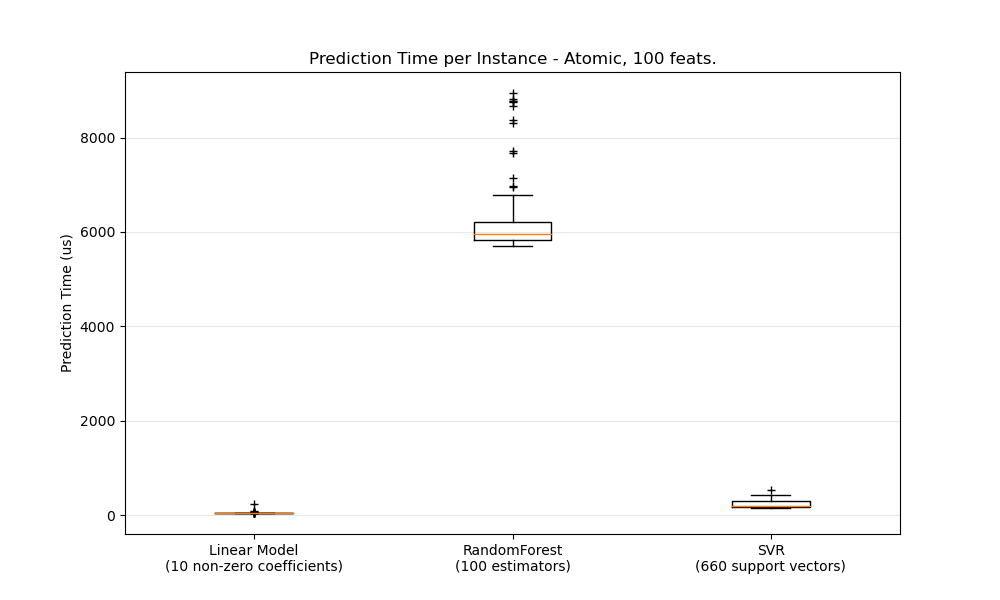 Prediction Time per Instance - Atomic, 100 feats.
Prediction Time (us)
8000
6000
4000
2000
0
Linear Model
(10 non-zero coefficients)
RandomForest
(100 estimators)
SVR
(660 support vectors)